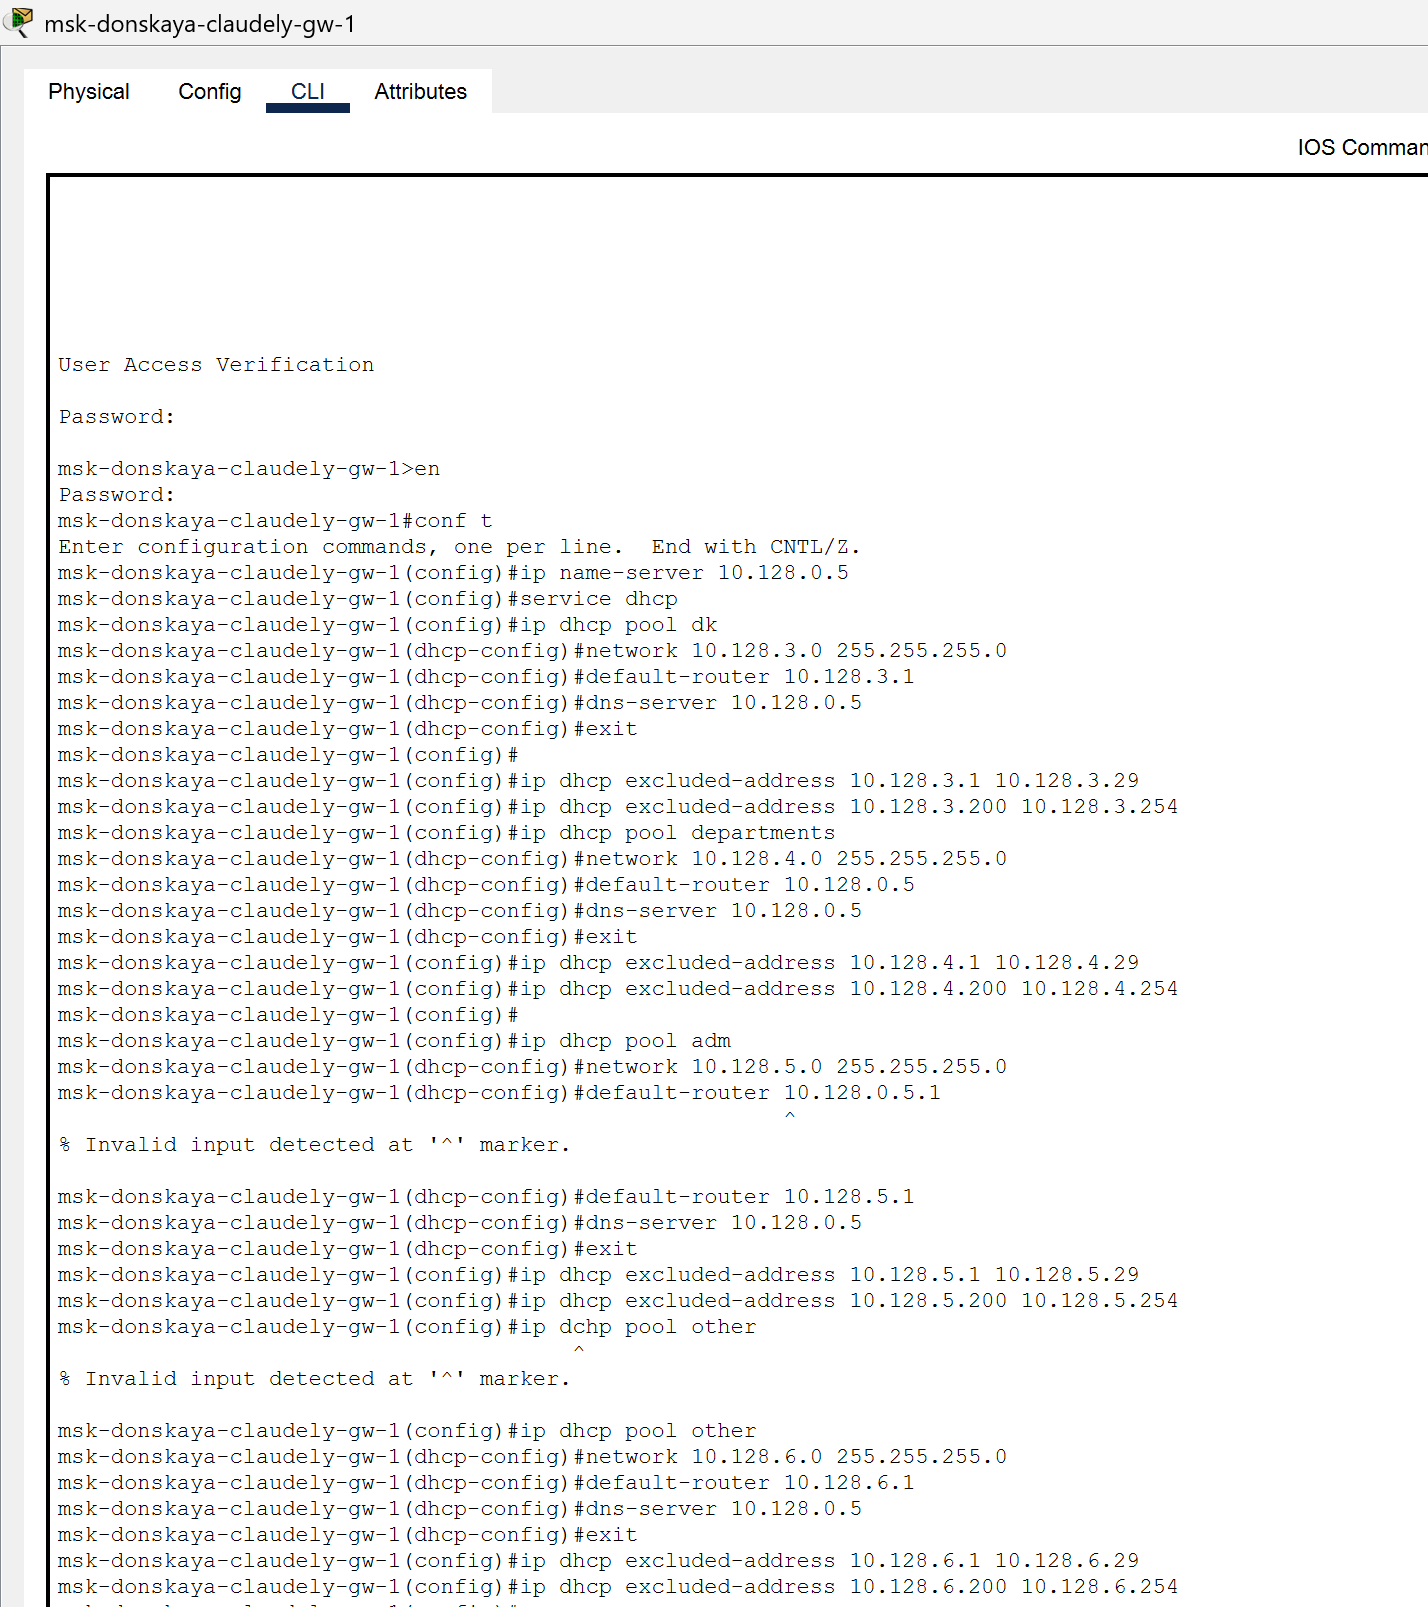 msk-donskaya-claudely-gw-1
Physical Config CLI Attributes
IOS
User Access Verification
Password:
msk-donskaya-claudely-gw-1>en
Password:
msk-donskaya-claudely-gw-1#conf t
Enter configuration commands, one per line.  End with CNTL/Z.
msk-donskaya-claudely-gw-1(config)#ip name-server 10.128.0.5
msk-donskaya-claudely-gw-1(config)#service dhcp
msk-donskaya-claudely-gw-1(config)#ip dhcp pool dk
msk-donskaya-claudely-gw-1(dhcp-config)#network 10.128.3.0 255.255.255.0
msk-donskaya-claudely-gw-1(dhcp-config)#default-router 10.128.3.1
msk-donskaya-claudely-gw-1(dhcp-config)#dns-server 10.128.0.5
msk-donskaya-claudely-gw-1(dhcp-config)#exit
msk-donskaya-claudely-gw-1(config)#
msk-donskaya-claudely-gw-1(config)#ip dhcp excluded-address 10.128.3.1 10.128.3.29
msk-donskaya-claudely-gw-1(config)#ip dhcp excluded-address 10.128.3.200 10.128.3.254
msk-donskaya-claudely-gw-1(config)#ip dhcp pool departments
msk-donskaya-claudely-gw-1(dhcp-config)#network 10.128.4.0 255.255.255.0
msk-donskaya-claudely-gw-1(dhcp-config)#default-router 10.128.0.5
msk-donskaya-claudely-gw-1(dhcp-config)#dns-server 10.128.0.5
msk-donskaya-claudely-gw-1(dhcp-config)#exit
msk-donskaya-claudely-gw-1(config)#ip dhcp excluded-address 10.128.4.1 10.128.4.29
msk-donskaya-claudely-gw-1(config)#ip dhcp excluded-address 10.128.4.200 10.128.4.254
msk-donskaya-claudely-gw-1(config)#
msk-donskaya-claudely-gw-1(config)#ip dhcp pool adm
msk-donskaya-claudely-gw-1(dhcp-config)#network 10.128.5.0 255.255.255.0
msk-donskaya-claudely-gw-1(dhcp-config)#default-router 10.128.0.5.1
^
% Invalid input detected at '^' marker.
msk-donskaya-claudely-gw-1(dhcp-config)#default-router 10.128.5.1
msk-donskaya-claudely-gw-1(dhcp-config)#dns-server 10.128.0.5
msk-donskaya-claudely-gw-1(dhcp-config)#exit
msk-donskaya-claudely-gw-1(config)#ip dhcp excluded-address 10.128.5.1 10.128.5.29
msk-donskaya-claudely-gw-1(config)#ip dhcp excluded-address 10.128.5.200 10.128.5.254
msk-donskaya-claudely-gw-1(config)#ip dchp pool other
^
% Invalid input detected at '^' marker.
msk-donskaya-claudely-gw-1(config)#ip dhcp pool other
msk-donskaya-claudely-gw-1(dhcp-config)#network 10.128.6.0 255.255.255.0
msk-donskaya-claudely-gw-1(dhcp-config)#default-router 10.128.6.1
msk-donskaya-claudely-gw-1(dhcp-config)#dns-server 10.128.0.5
msk-donskaya-claudely-gw-1(dhcp-config)#exit
msk-donskaya-claudely-gw-1(config)#ip dhcp excluded-address 10.128.6.1 10.128.6.29
msk-donskaya-claudely-gw-1(config)#ip dhcp excluded-address 10.128.6.200 10.128.6.254